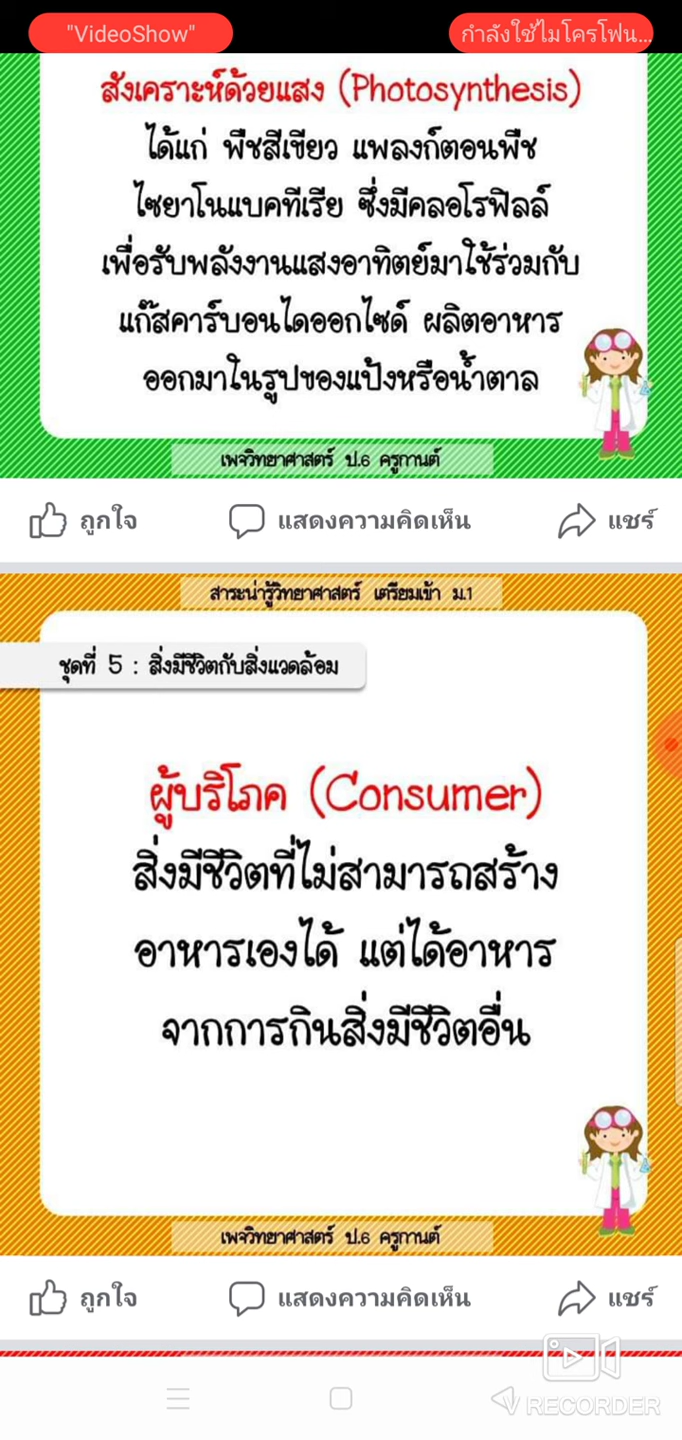 "VideoShow"
กำลังใช้ไมโครโฟน...
สังเคราะห์ด้วยแสง (Photosynthesis)
ได้แก่ พืชสีเขียว แพลงก์ตอนพืช
ไซยาโนแบคทีเรีย ซึ่งมีคลอโรฟิลล์
เพื่อรับพลังงานแสงอาทิตย์มาใช้ร่วมกับ
แก๊สคาร์บอนไดออกไซด์ ผลิตอาหาร
ออกมาในรูปของแป้งหรือน้ำตาล
เพจวิทยาศาสตร์ ป.6 ครูกานต์
ถูกใจ แสดงความคิดเห็น แชร์
สาระน่ารู้วิทยาศาสตร์ เตรียมเข้า ม.1
ชุดที่ 5 : สิ่งมีชีวิตกับสิ่งแวดล้อม
ผู้บริโภค (Consumer)
สิ่งมีชีวิตที่ไม่สามารถสร้าง
อาหารเองได้ แต่ได้อาหาร
จากการกินสิ่งมีชีวิตอื่น
เพจวิทยาศาสตร์ ป.6 ครูกานต์
ถูกใจ แสดงความคิดเห็น แชร์
V RECORDER